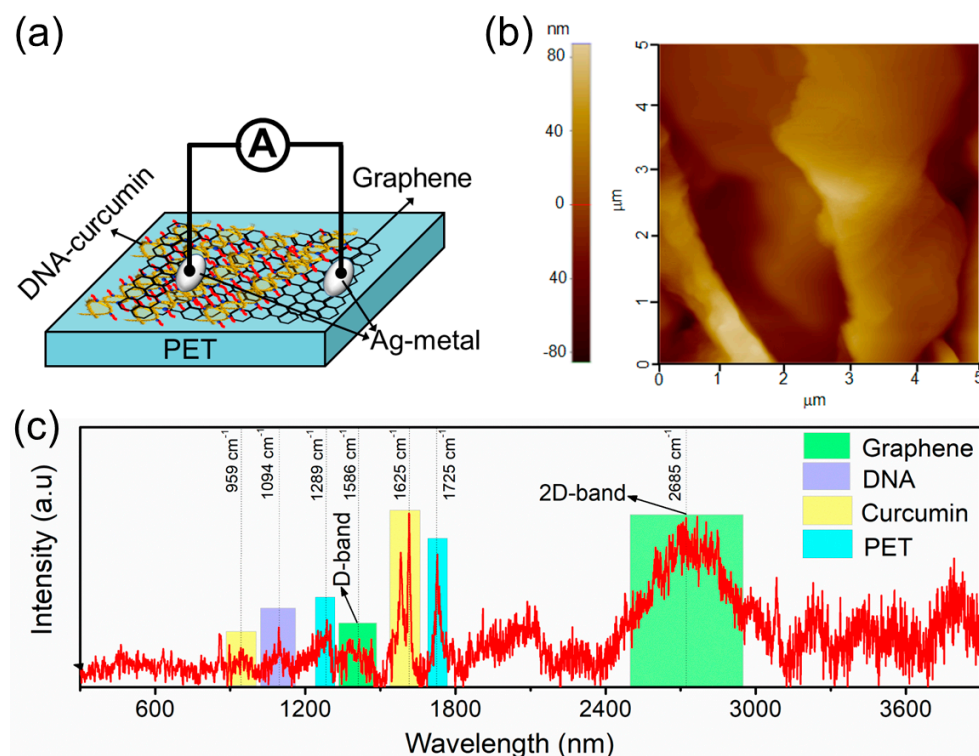 (a)
A
DNA-curcumin
Graphene
Ag-metal
PET
(b)
nm
80
40
0
-40
-80
5
4
3
2
1
0
μm
0
1
2
3
4
5
μm
(c)
959 cm⁻¹
1094 cm⁻¹
1289 cm⁻¹
1586 cm⁻¹
1625 cm⁻¹
1725 cm⁻¹
2685 cm⁻¹
D-band
2D-band
Graphene
DNA
Curcumin
PET
Intensity (a.u)
600
1200
1800
2400
3000
3600
Wavelength (nm)